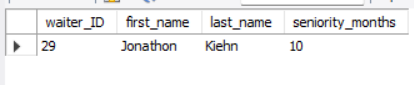 waiter_ID first_name last_name seniority_months
29 Jonathon Kiehn 10